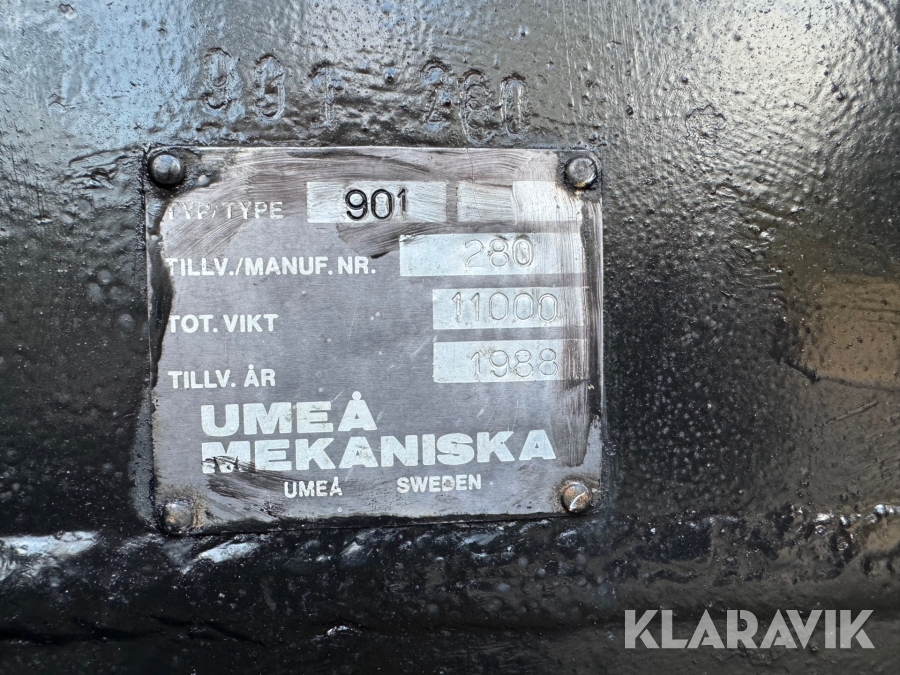 901 280
TYP/TYPE 901
TILLV./MANUF. NR. 280
TOT. VIKT 11000
TILLV. ÅR 1988
UMEÅ
MEKANISKA
UMEÅ SWEDEN
KLARAVIK